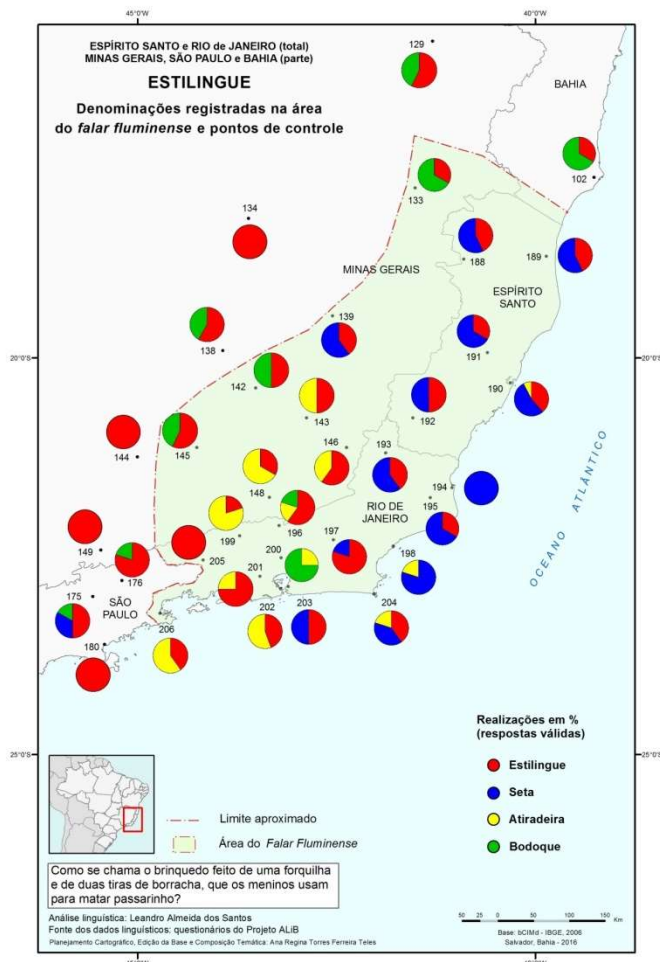 45°0'W
40°0'W
ESPÍRITO SANTO e RIO de JANEIRO (total)
MINAS GERAIS, SÃO PAULO e BAHIA (parte)
ESTILINGUE
Denominações registradas na área
do falar fluminense e pontos de controle
129
BAHIA
102
133
134
188
189
MINAS GERAIS
ESPÍRITO
SANTO
139
138
191
20°0'S
20°0'S
142
190
143
192
144
145
146
193
148
194
195
RIO de
JANEIRO
OCEANO ATLÂNTICO
199
196
197
149
205
200
198
176
201
175
SÃO
PAULO
202
203
204
206
180
25°0'S
25°0'S
Realizações em %
(respostas válidas)
Estilingue
Seta
Atiradeira
Bodoque
Limite aproximado
Área do Falar Fluminense
Como se chama o brinquedo feito de uma forquilha
e de duas tiras de borracha, que os meninos usam
para matar passarinho?
Análise linguística: Leandro Almeida dos Santos
Fonte dos dados linguísticos: questionários do Projeto ALiB
Planejamento Cartográfico, Edição da Base e Composição Temática: Ana Regina Torres Ferreira Teles
50 25 0 50 100 150
Km
Base: bCIMd - IBGE, 2006
Salvador, Bahia - 2016